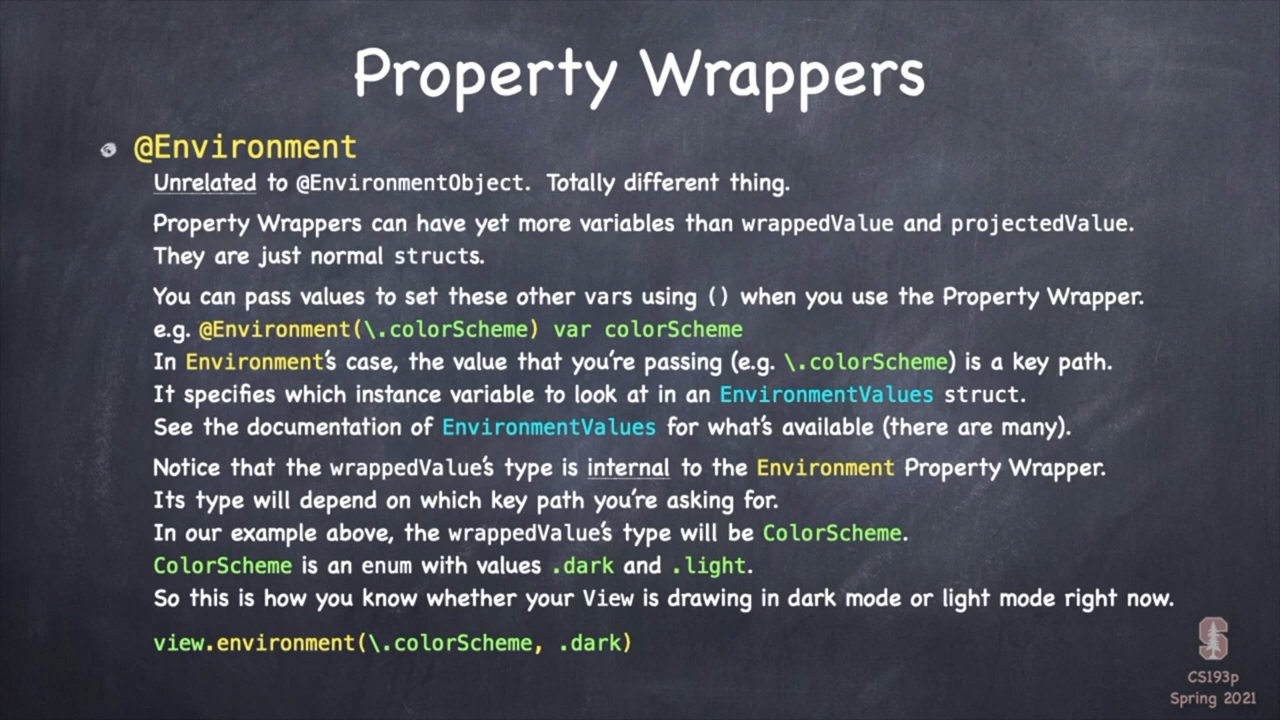 Property Wrappers
@Environment
Unrelated to @EnvironmentObject. Totally different thing.
Property Wrappers can have yet more variables than wrappedValue and projectedValue.
They are just normal structs.
You can pass values to set these other vars using () when you use the Property Wrapper.
e.g. @Environment(\.colorScheme) var colorScheme
In Environment's case, the value that you're passing (e.g. \.colorScheme) is a key path.
It specifies which instance variable to look at in an EnvironmentValues struct.
See the documentation of EnvironmentValues for what's available (there are many).
Notice that the wrappedValue's type is internal to the Environment Property Wrapper.
Its type will depend on which key path you're asking for.
In our example above, the wrappedValue's type will be ColorScheme.
ColorScheme is an enum with values .dark and .light.
So this is how you know whether your View is drawing in dark mode or light mode right now.
view.environment(\.colorScheme, .dark)
S
CS193p
Spring 2021